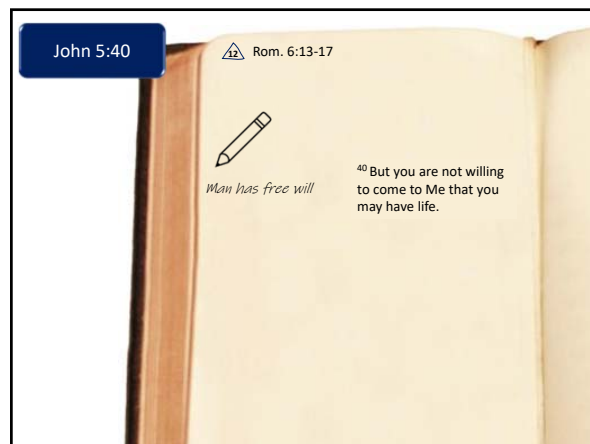 John 5:40
12 Rom. 6:13-17
Man has free will
40 But you are not willing
to come to Me that you
may have life.